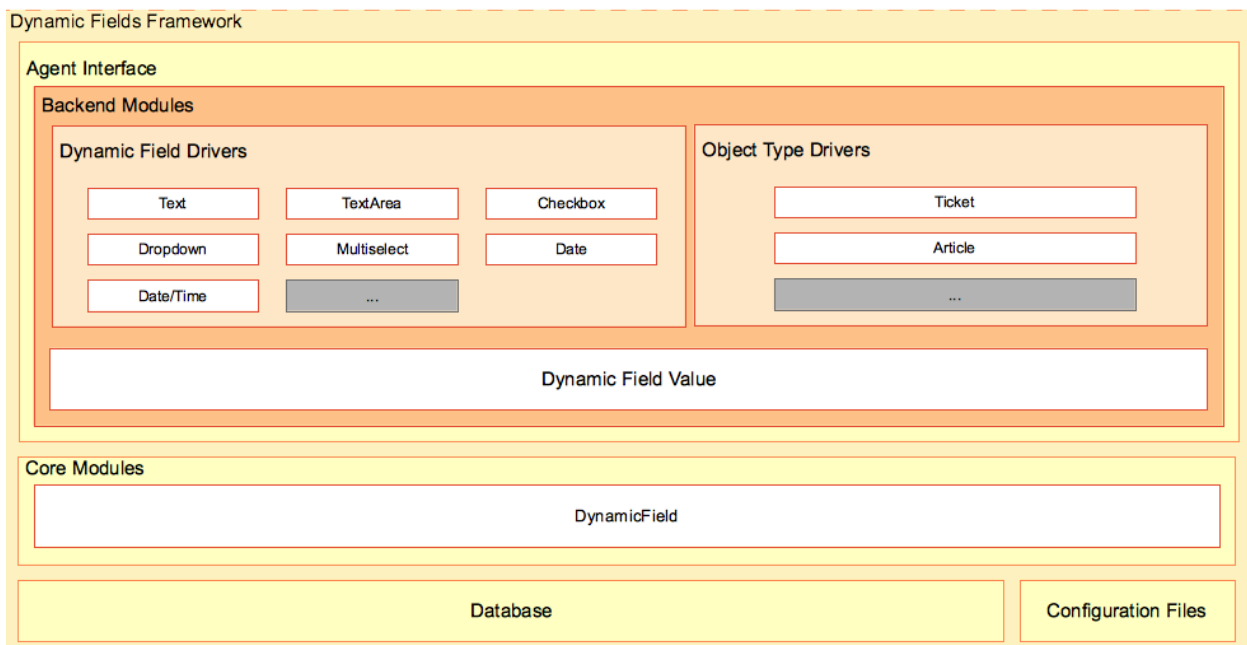 Dynamic Fields Framework
Agent Interface
Backend Modules
Dynamic Field Drivers
Object Type Drivers
Text
TextArea
Checkbox
Ticket
Dropdown
Multiselect
Date
Article
Date/Time
...
...
Dynamic Field Value
Core Modules
DynamicField
Database
Configuration Files